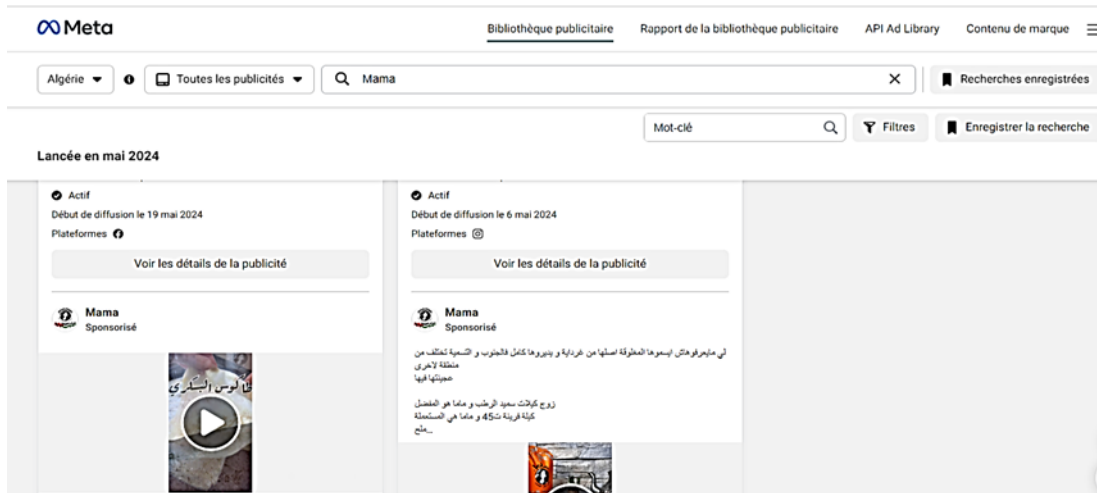 Meta
Bibliothèque publicitaire
Rapport de la bibliothèque publicitaire
API Ad Library
Contenu de marque
Algérie
Toutes les publicités
Mama
Recherches enregistrées
Mot-clé
Filtres
Enregistrer la recherche
Lancée en mai 2024
Actif
Début de diffusion le 19 mai 2024
Plateformes
Voir les détails de la publicité
Mama
Sponsorisé
البسكري
Actif
Début de diffusion le 6 mai 2024
Plateformes
Voir les détails de la publicité
Mama
Sponsorisé
لي مايعرفوهاش ايسموها المعلوقة اصلها من غرداية و يديروها كامل فالجنوب و التسمية تختلف من
منطقة لاخرى
عجينتها فيها
زوج كيلات سميد الرطب و ماما هو المفضل
كيلة فرينة ت45 و ماما هي المستعملة
ملح...